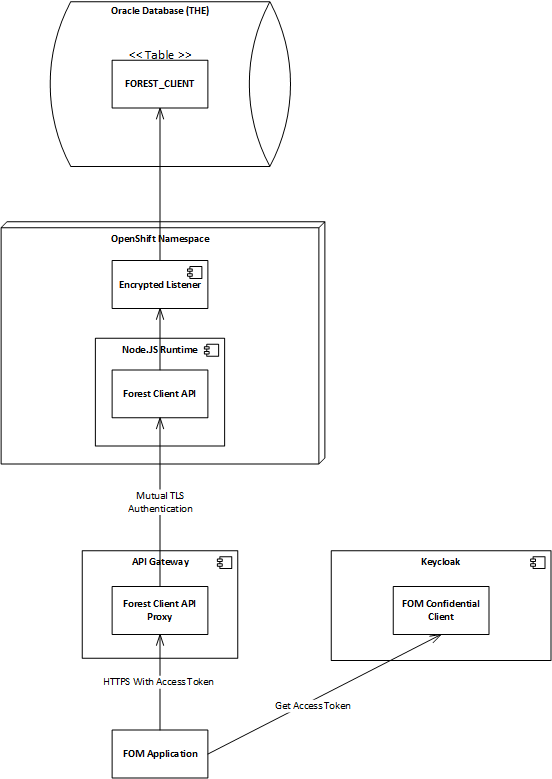 Oracle Database (THE)
<< Table >>
FOREST_CLIENT
OpenShift Namespace
Encrypted Listener
Node.JS Runtime
Forest Client API
Mutual TLS
Authentication
API Gateway
Keycloak
Forest Client API
Proxy
FOM Confidential
Client
HTTPS With Access Token
Get Access Token
FOM Application